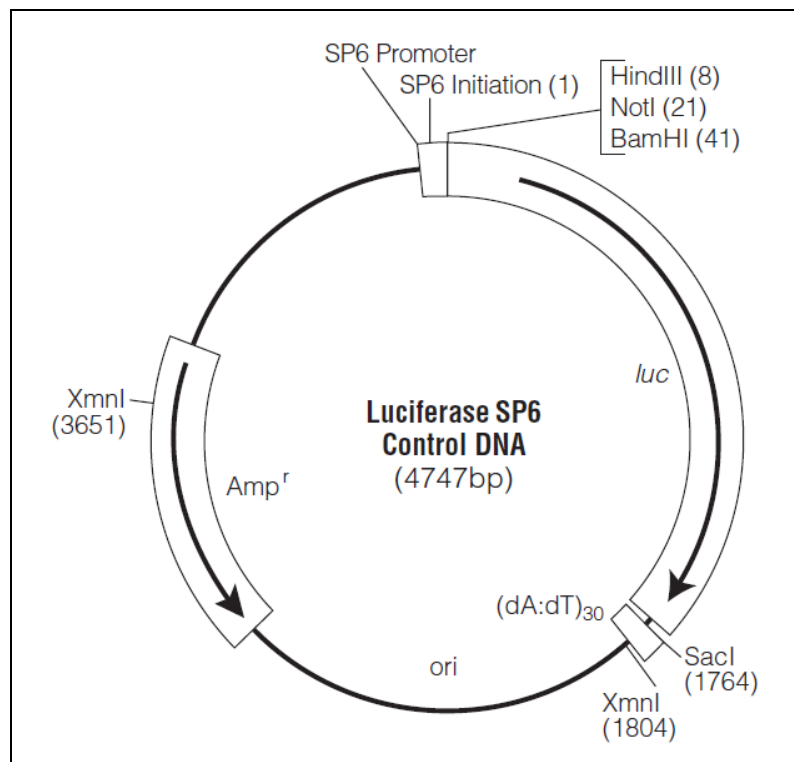 SP6 Promoter
SP6 Initiation (1)
HindIII (8)
NotI (21)
BamHI (41)
luc
XmnI
(3651)
Luciferase SP6
Control DNA
(4747bp)
Ampʳ
(dA:dT)₃₀
ori
SacI
(1764)
XmnI
(1804)